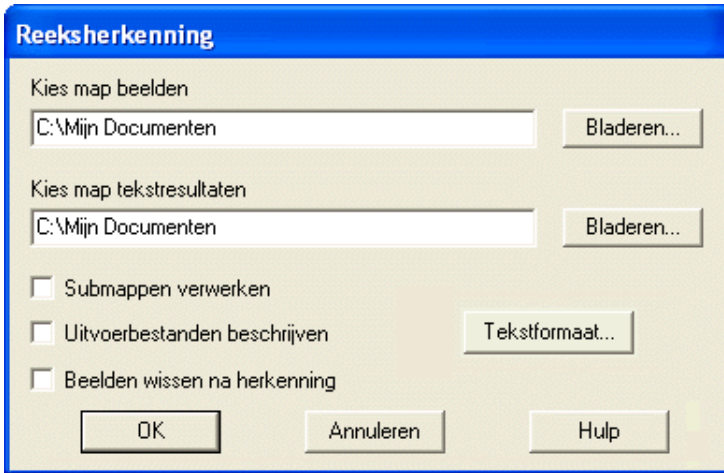 Reeksherkenning
Kies map beelden
C:\Mijn Documenten
Bladeren...
Kies map tekstresultaten
C:\Mijn Documenten
Bladeren...
Submappen verwerken
Uitvoerbestanden beschrijven
Tekstformaat...
Beelden wissen na herkenning
OK
Annuleren
Hulp